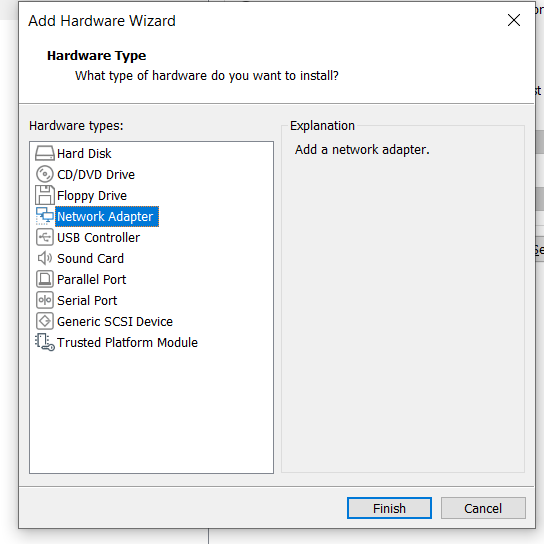 Add Hardware Wizard
Hardware Type
What type of hardware do you want to install?
Hardware types:
Hard Disk
CD/DVD Drive
Floppy Drive
Network Adapter
USB Controller
Sound Card
Parallel Port
Serial Port
Generic SCSI Device
Trusted Platform Module
Explanation
Add a network adapter.
Finish
Cancel